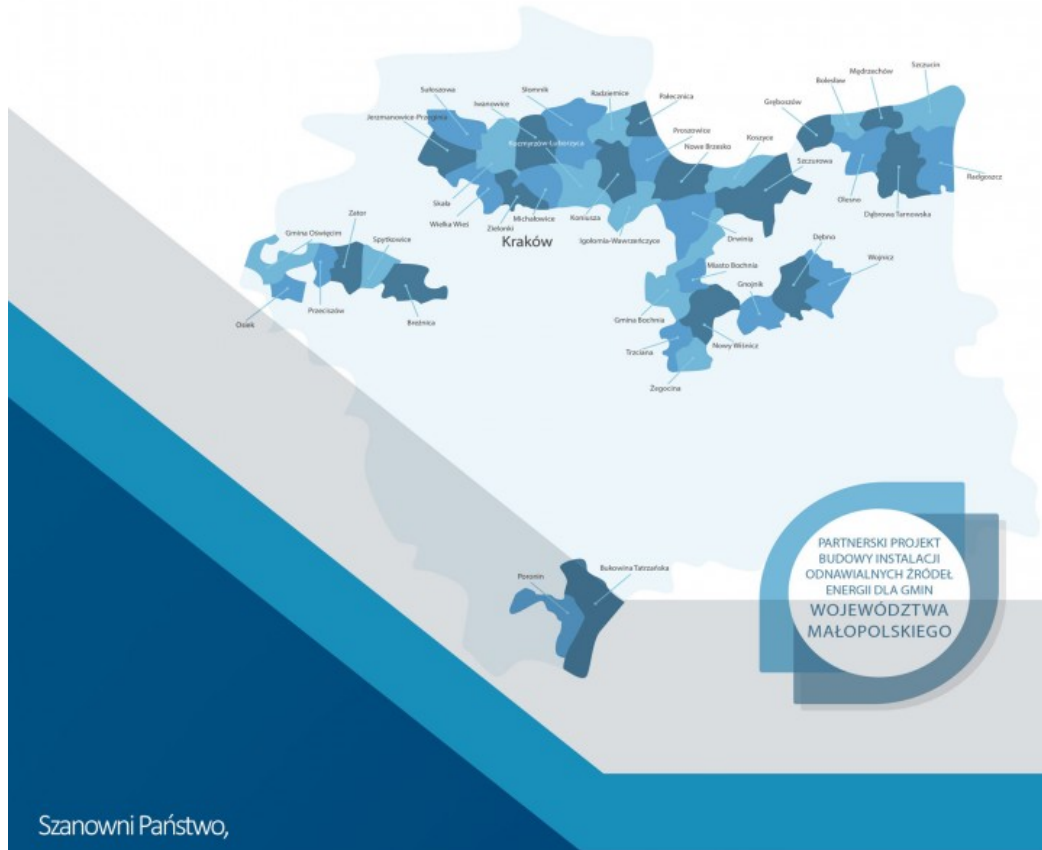 Szczucin
Mędrzechów
Bolesław
Gręboszów
Sułoszowa
Słomnik
Radziemice
Pałecznica
Iwanowice
Jerzmanowice-Przeginia
Proszowice
Nowe Brzesko
Koszyce
Kocmyrzów-Luborzyca
Szczurowa
Radgoszcz
Skała
Olesno
Dąbrowa Tarnowska
Wielka Wieś
Zielonki
Michałowice
Koniusza
Igołomia-Wawrzeńczyce
Drwinia
Kraków
Zator
Gmina Oświęcim
Spytkowice
Dębno
Wojnicz
Miasto Bochnia
Gnojnik
Przeciszów
Osiek
Breźnica
Gmina Bochnia
Trzciana
Nowy Wiśnicz
Żegocina
Poronin
Bukowina Tatrzańska
PARTNERSKI PROJEKT
BUDOWY INSTALACJI
ODNAWIALNYCH ŹRÓDEŁ
ENERGII DLA GMIN
WOJEWÓDZTWA
MAŁOPOLSKIEGO
Szanowni Państwo,